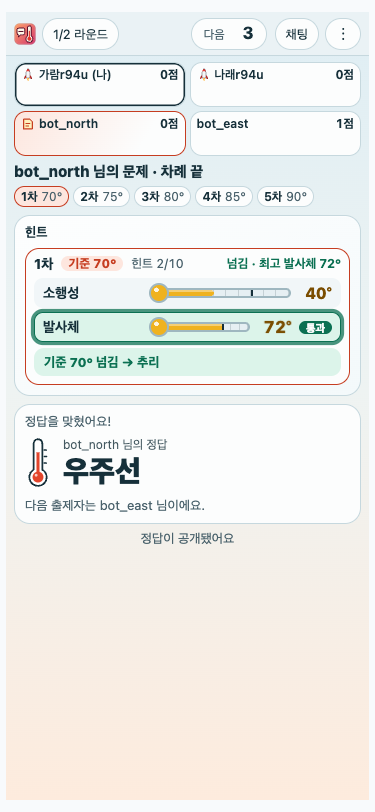 1/2 라운드 다음 3 채팅
가람r94u (나) 0점 나래r94u 0점
bot_north 0점 bot_east 1점
bot_north 님의 문제 · 차례 끝
1차 70° 2차 75° 3차 80° 4차 85° 5차 90°
힌트
1차 기준 70° 힌트 2/10 넘김 · 최고 발사체 72°
소행성 40°
발사체 72° 통과
기준 70° 넘김 → 추리
정답을 맞혔어요!
bot_north 님의 정답
우주선
다음 출제자는 bot_east 님이에요.
정답이 공개됐어요